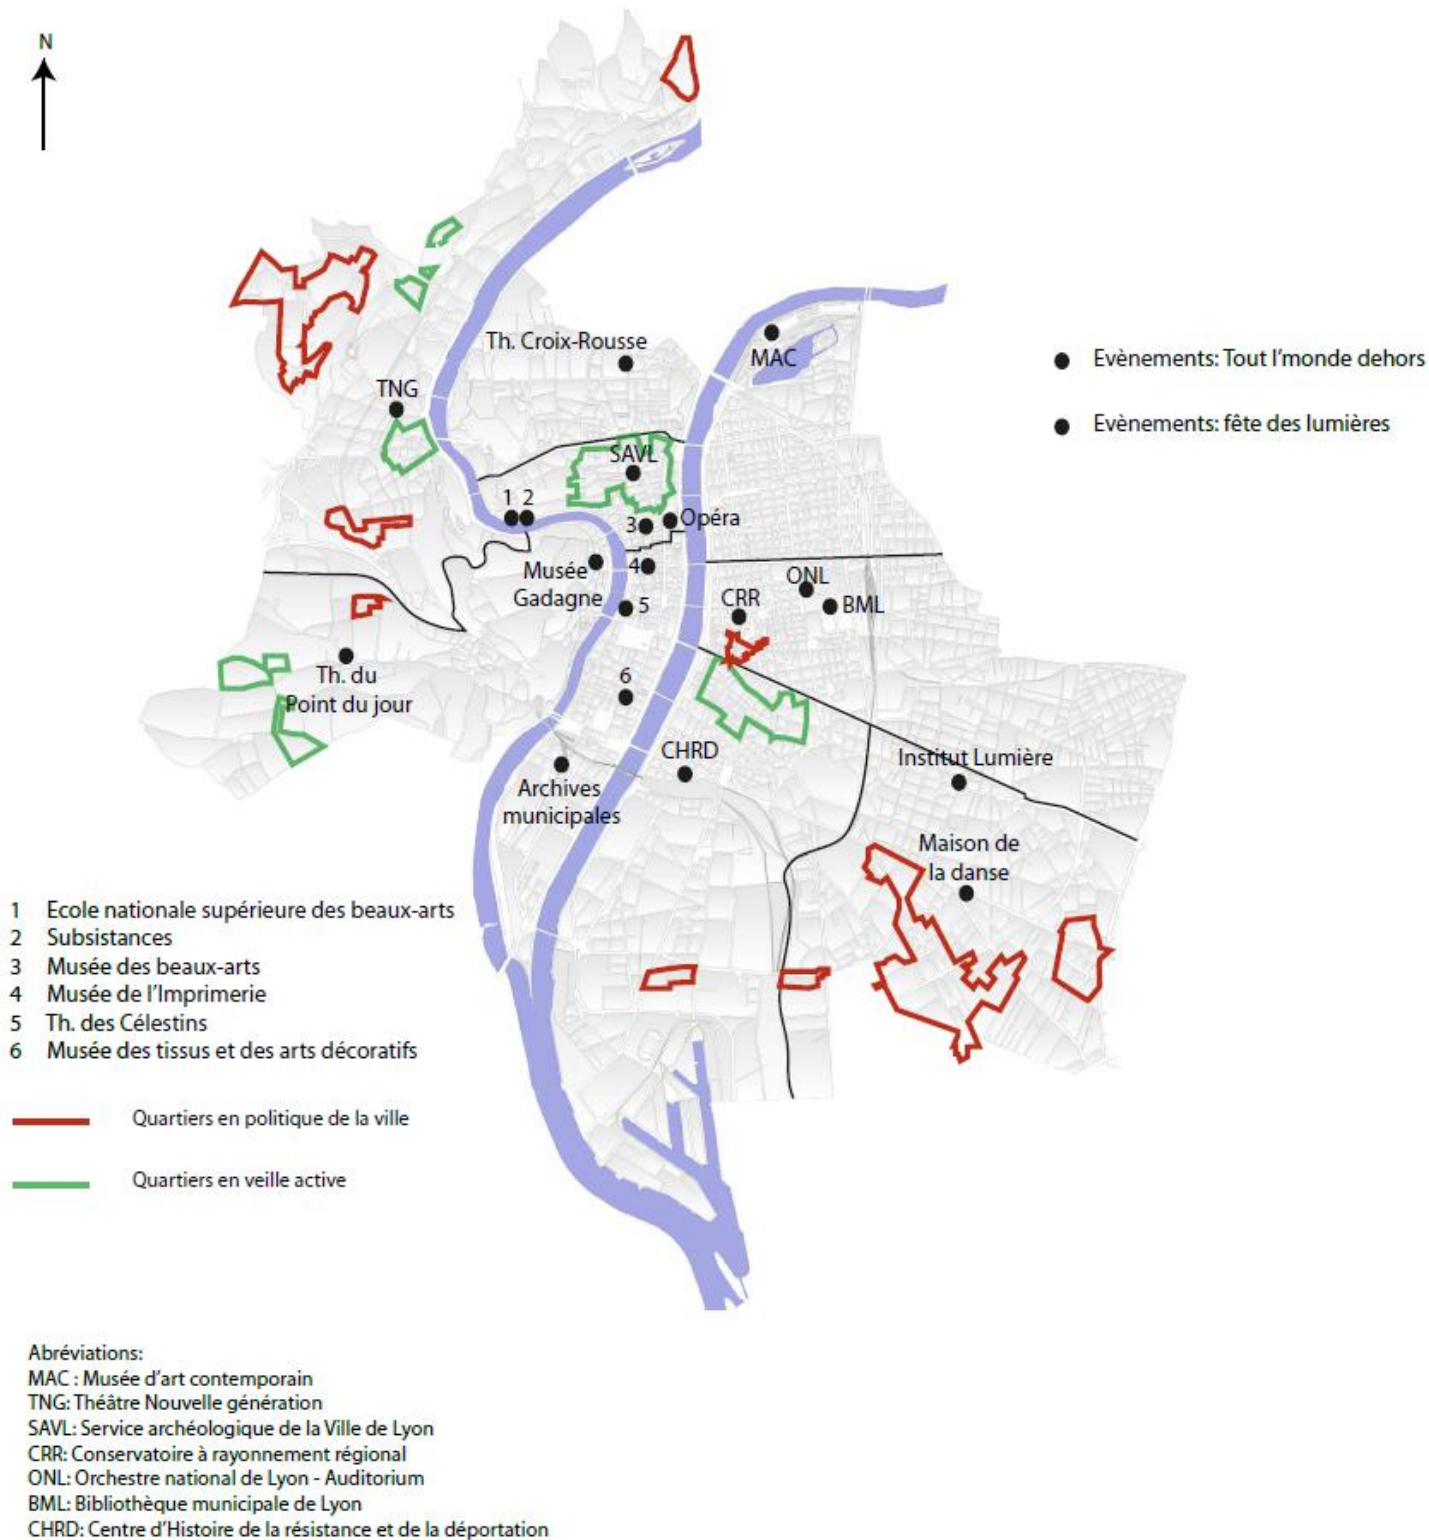 N
Th. Croix-Rousse
MAC
Evènements: Tout l'monde dehors
TNG
Evènements: fête des lumières
SAVL
1 2
3
Opéra
Musée
Gadagne
4
ONL
CRR
BML
5
Th. du
Point du jour
6
CHRD
Institut Lumière
Archives
municipales
Maison de
la danse
1 Ecole nationale supérieure des beaux-arts
2 Subsistances
3 Musée des beaux-arts
4 Musée de l'Imprimerie
5 Th. des Célestins
6 Musée des tissus et des arts décoratifs
Quartiers en politique de la ville
Quartiers en veille active
Abréviations:
MAC : Musée d'art contemporain
TNG: Théâtre Nouvelle génération
SAVL: Service archéologique de la Ville de Lyon
CRR: Conservatoire à rayonnement régional
ONL: Orchestre national de Lyon - Auditorium
BML: Bibliothèque municipale de Lyon
CHRD: Centre d'Histoire de la résistance et de la déportation